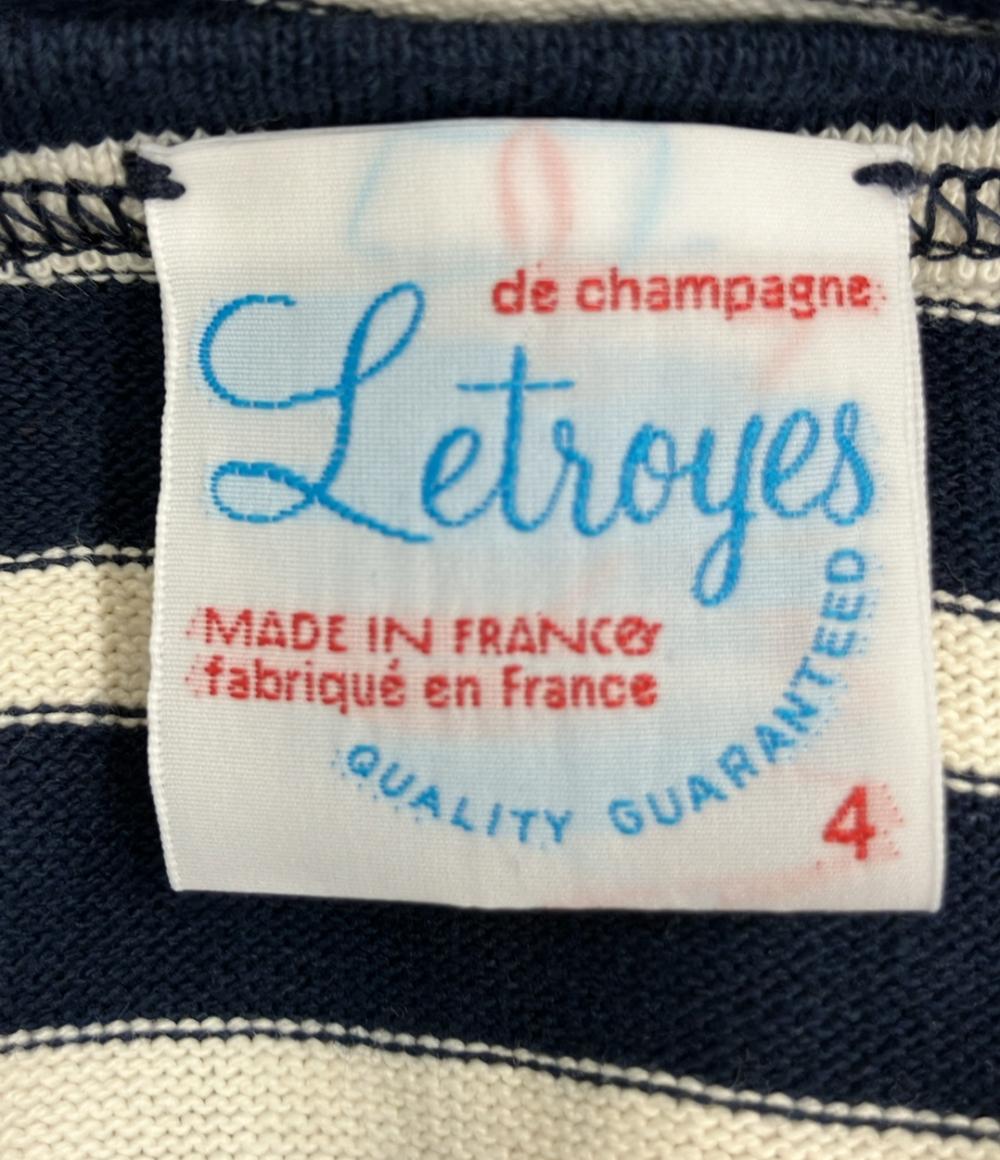 de champagne
Letroyes
MADE IN FRANCE
fabriqué en France
QUALITY GUARANTEED
4